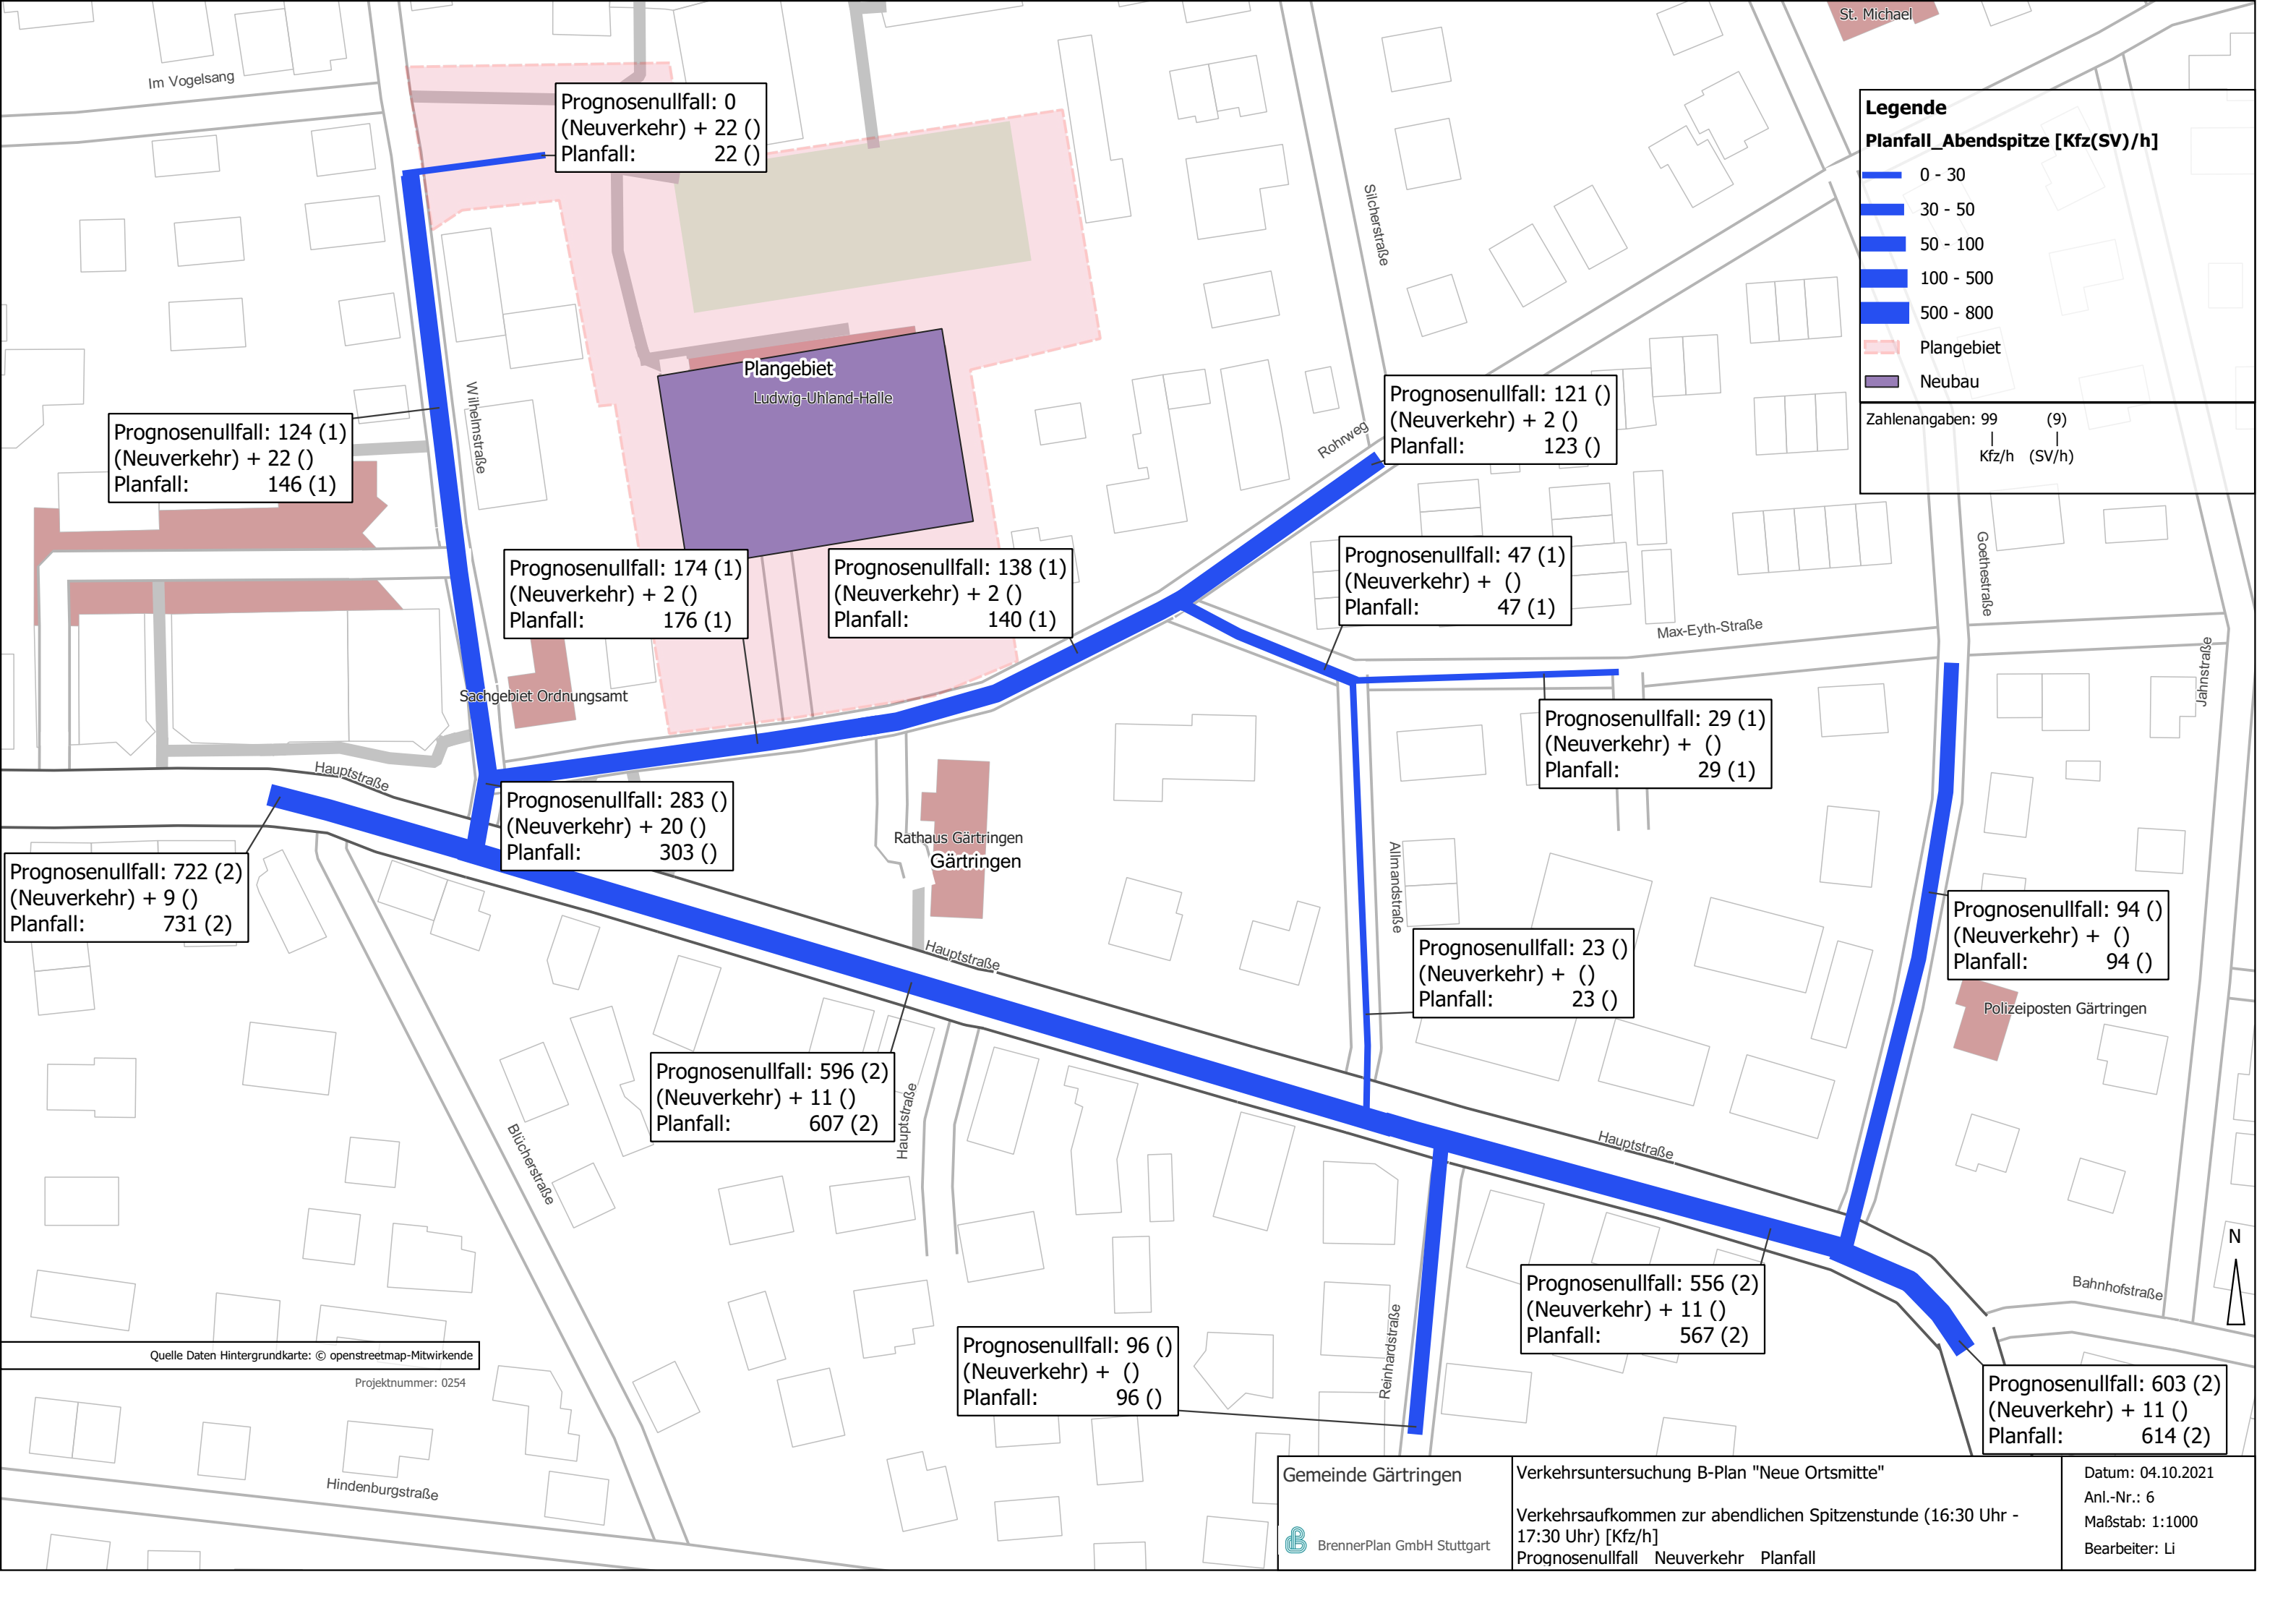 St. Michael
Im Vogelsang
Prognosenullfall: 0
(Neuverkehr) + 22 ()
Planfall: 22 ()
Legende
Planfall_Abendspitze [Kfz(SV)/h]
0 - 30
30 - 50
50 - 100
100 - 500
500 - 800
Plangebiet
Neubau
Zahlenangaben: 99 (9)
Kfz/h (SV/h)
Silcherstraße
Wilhelmstraße
Plangebiet
Ludwig-Uhland-Halle
Prognosenullfall: 121 ()
(Neuverkehr) + 2 ()
Planfall: 123 ()
Rohrweg
Prognosenullfall: 124 (1)
(Neuverkehr) + 22 ()
Planfall: 146 (1)
Prognosenullfall: 174 (1)
(Neuverkehr) + 2 ()
Planfall: 176 (1)
Prognosenullfall: 138 (1)
(Neuverkehr) + 2 ()
Planfall: 140 (1)
Prognosenullfall: 47 (1)
(Neuverkehr) + ()
Planfall: 47 (1)
Goethestraße
Max-Eyth-Straße
Jahnstraße
Sachgebiet Ordnungsamt
Prognosenullfall: 29 (1)
(Neuverkehr) + ()
Planfall: 29 (1)
Hauptstraße
Prognosenullfall: 283 ()
(Neuverkehr) + 20 ()
Planfall: 303 ()
Rathaus Gärtringen
Gärtringen
Allmandstraße
Prognosenullfall: 722 (2)
(Neuverkehr) + 9 ()
Planfall: 731 (2)
Prognosenullfall: 94 ()
(Neuverkehr) + ()
Planfall: 94 ()
Hauptstraße
Prognosenullfall: 23 ()
(Neuverkehr) + ()
Planfall: 23 ()
Polizeiposten Gärtringen
Prognosenullfall: 596 (2)
(Neuverkehr) + 11 ()
Planfall: 607 (2)
Hauptstraße
Blücherstraße
Hauptstraße
N
Bahnhofstraße
Prognosenullfall: 556 (2)
(Neuverkehr) + 11 ()
Planfall: 567 (2)
Reinhardstraße
Prognosenullfall: 96 ()
(Neuverkehr) + ()
Planfall: 96 ()
Prognosenullfall: 603 (2)
(Neuverkehr) + 11 ()
Planfall: 614 (2)
Quelle Daten Hintergrundkarte: © openstreetmap-Mitwirkende
Projektnummer: 0254
Hindenburgstraße
Gemeinde Gärtringen
BrennerPlan GmbH Stuttgart
Verkehrsuntersuchung B-Plan "Neue Ortsmitte"
Verkehrsaufkommen zur abendlichen Spitzenstunde (16:30 Uhr -
17:30 Uhr) [Kfz/h]
Prognosenullfall Neuverkehr Planfall
Datum: 04.10.2021
Anl.-Nr.: 6
Maßstab: 1:1000
Bearbeiter: Li